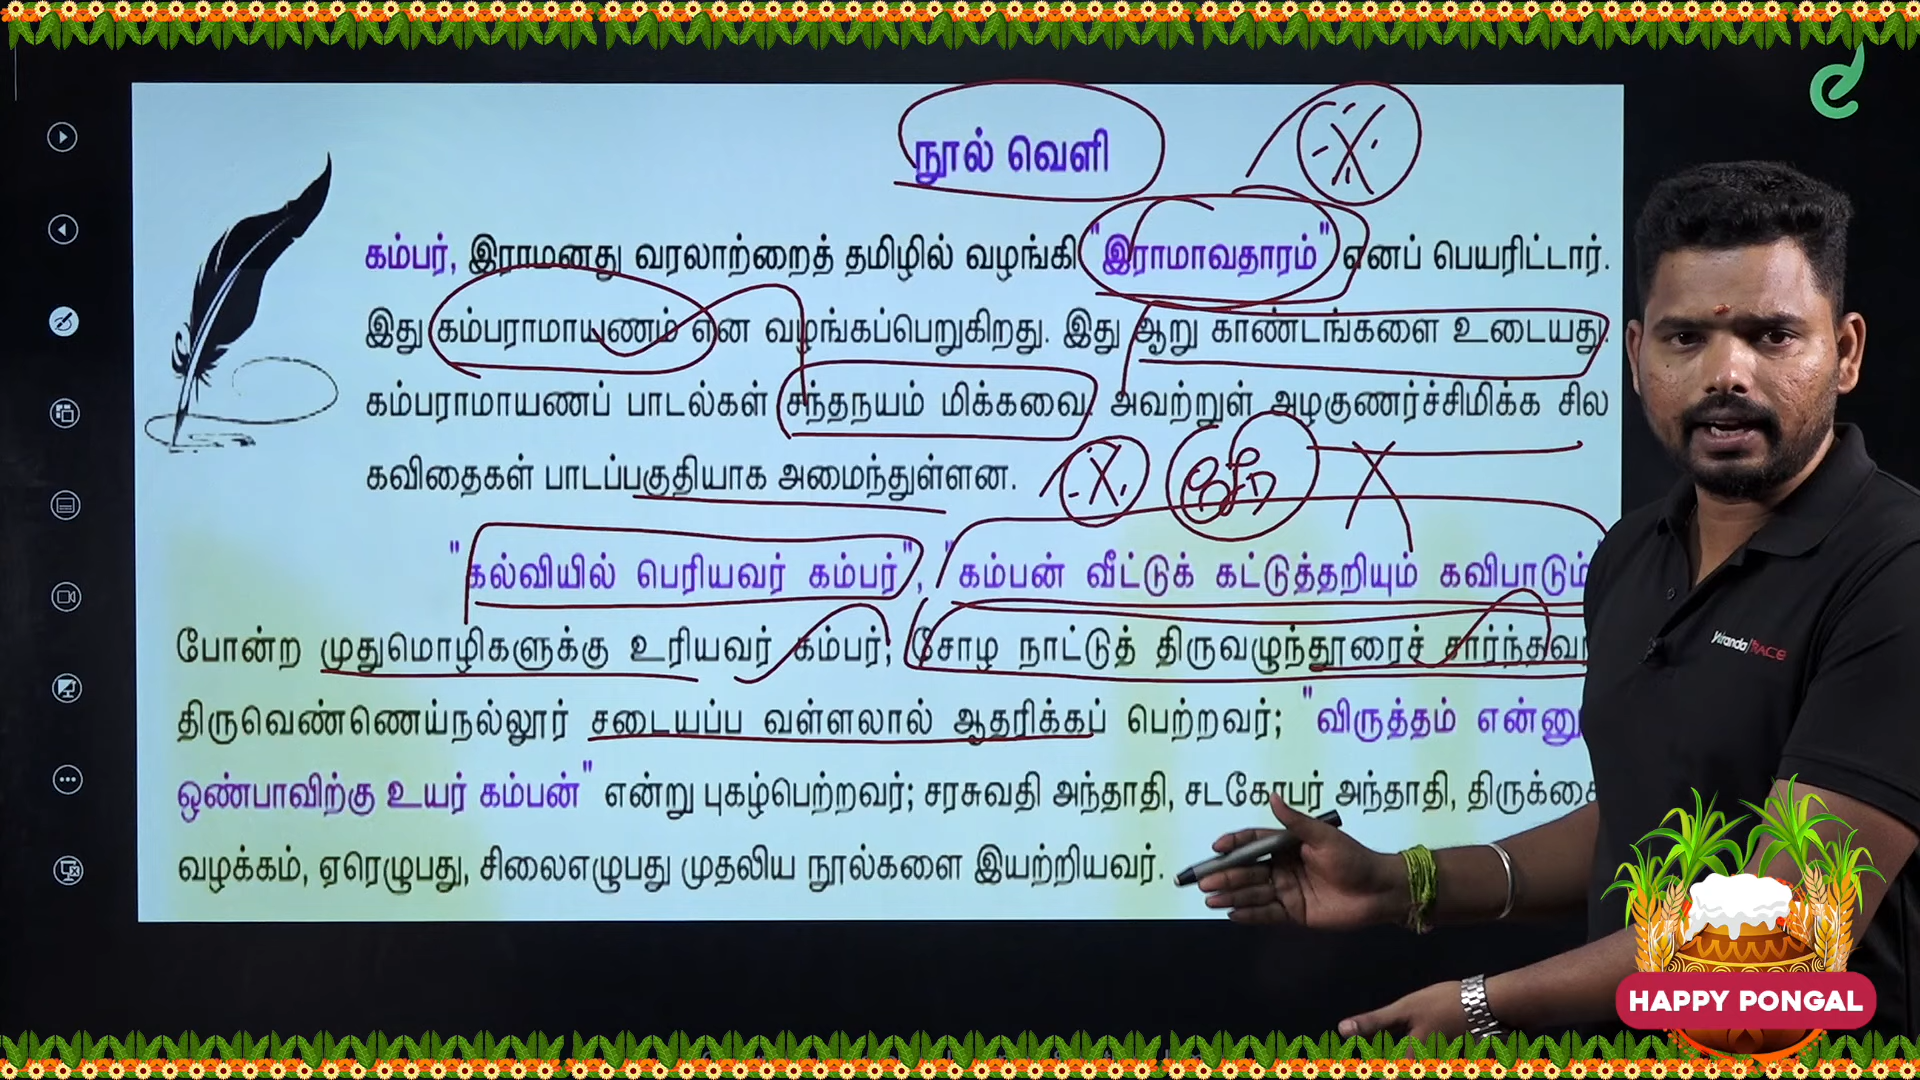 நூல் வெளி
கம்பர், இராமனது வரலாற்றைத் தமிழில் வழங்கி "இராமாவதாரம்" எனப் பெயரிட்டார்.
இது கம்பராமாயணம் என வழங்கப்பெறுகிறது. இது ஆறு காண்டங்களை உடையது.
கம்பராமாயணப் பாடல்கள் சந்தநயம் மிக்கவை. அவற்றுள் அழகுணர்ச்சிமிக்க சில
கவிதைகள் பாடப்பகுதியாக அமைந்துள்ளன.
"கல்வியில் பெரியவர் கம்பர்", "கம்பன் வீட்டுக் கட்டுத்தறியும் கவிபாடும்"
போன்ற முதுமொழிகளுக்கு உரியவர் கம்பர்; சோழ நாட்டுத் திருவழுந்தூரைச் சார்ந்தவர்
திருவெண்ணெய்நல்லூர் சடையப்ப வள்ளலால் ஆதரிக்கப் பெற்றவர்; "விருத்தம்
ஒண்பாவிற்கு உயர் கம்பன்" என்று புகழ்பெற்றவர்; சரசுவதி அந்தாதி, சடகோபர் அந்தாதி,
வழக்கம், ஏரெழுபது, சிலைஎழுபது முதலிய நூல்களை இயற்றியவர்.
Veranda RACE
HAPPY PONGAL